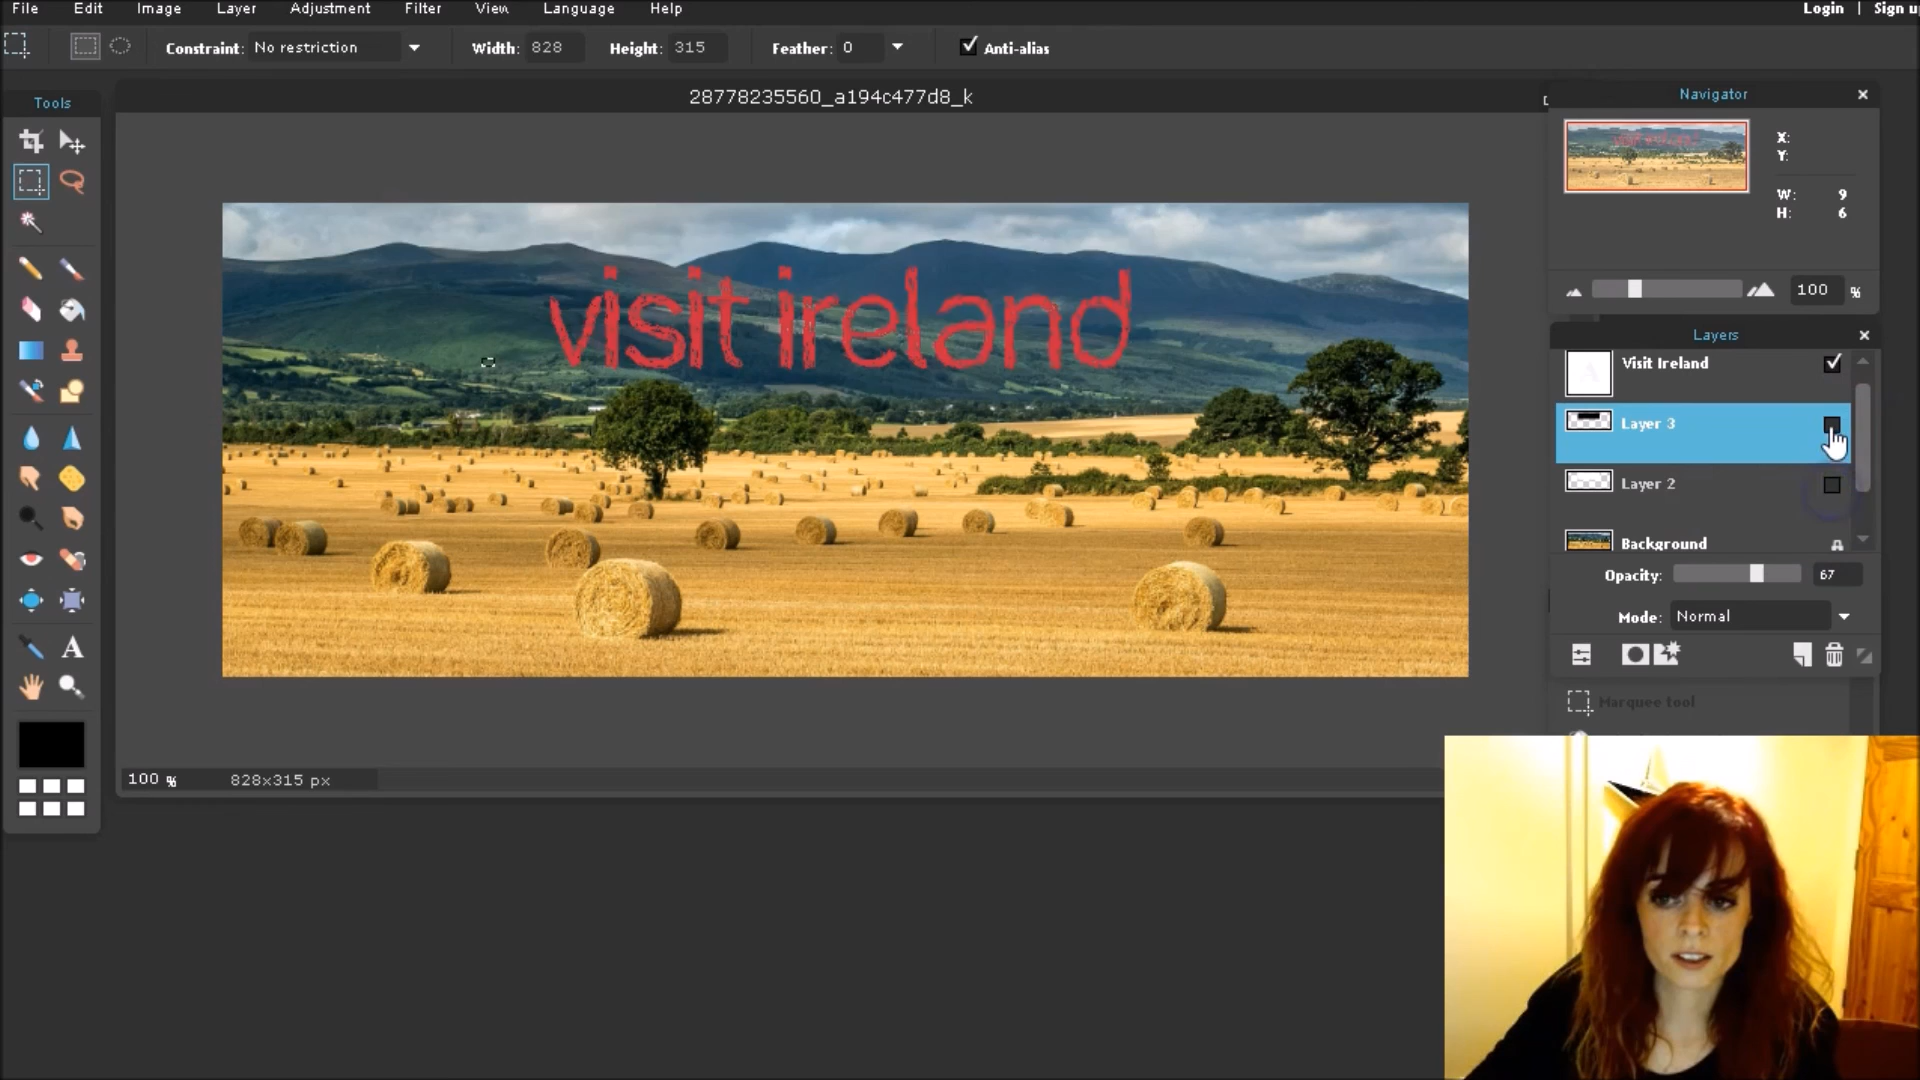 File Edit Image Layer Adjustment Filter View Language Help Login | Sign u
Constraint: No restriction Width: 828 Height: 315 Feather: 0 Anti-alias
Tools
28778235560_a194c477d8_k
Navigator
X:
Y:
W: 9
H: 6
100 %
visit ireland
Layers
Visit Ireland
Layer 3
Layer 2
Background
Opacity: 67
Mode: Normal
Marquee tool
A
100 % 828x315 px